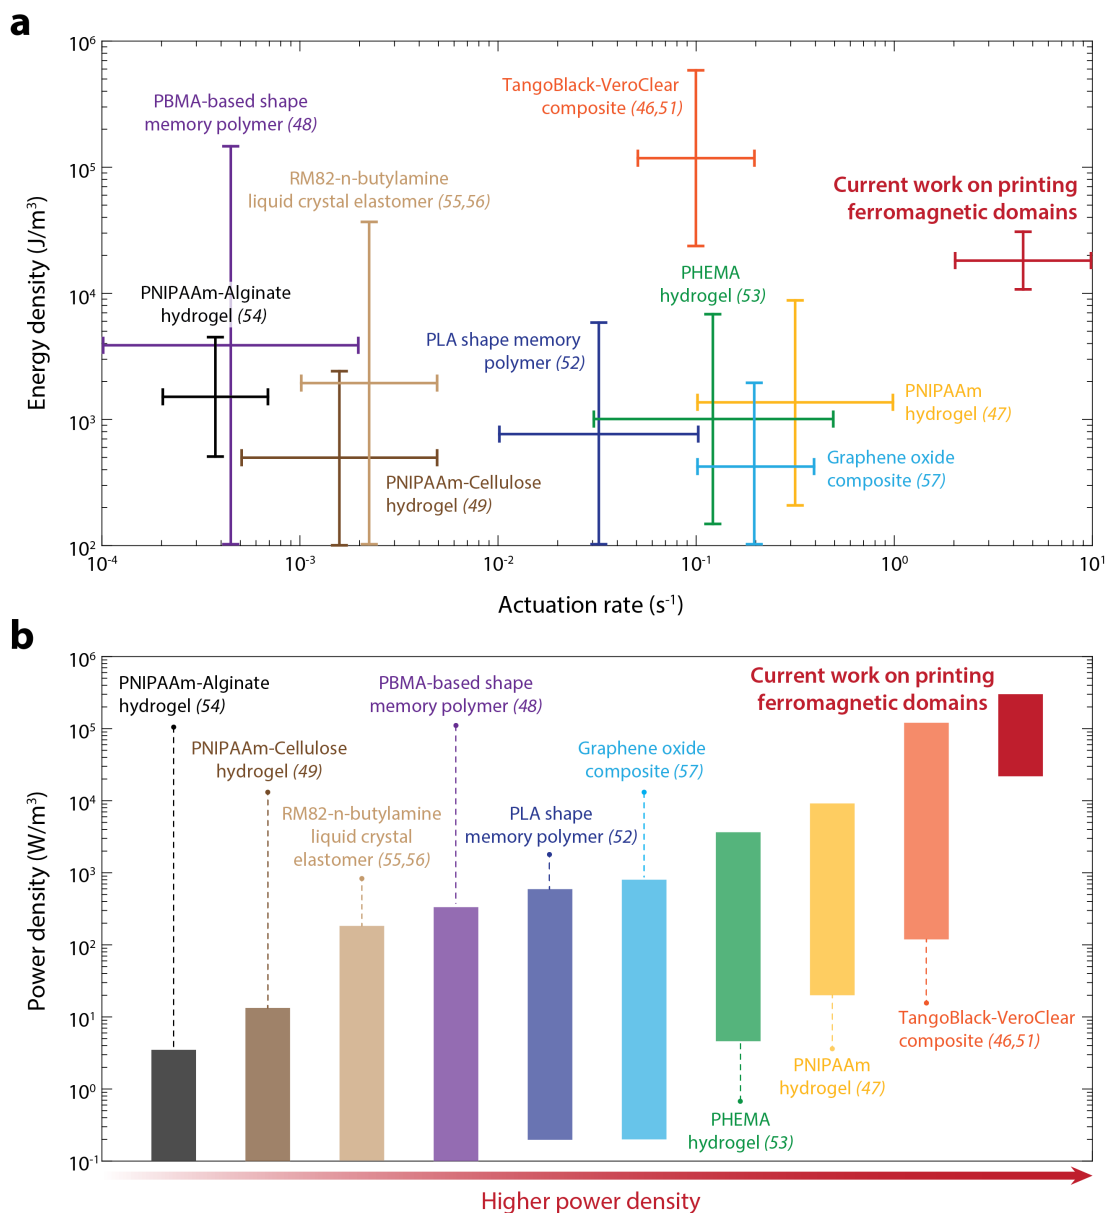 a
10⁶
10⁵
10⁴
10³
10²
Energy density (J/m³)
PBMA-based shape
memory polymer (48)
TangoBlack-VeroClear
composite (46,51)
RM82-n-butylamine
liquid crystal elastomer (55,56)
Current work on printing
ferromagnetic domains
PNIPAAm-Alginate
hydrogel (54)
PHEMA
hydrogel (53)
PLA shape memory
polymer (52)
PNIPAAm
hydrogel (47)
Graphene oxide
composite (57)
PNIPAAm-Cellulose
hydrogel (49)
10⁻⁴
10⁻³
10⁻²
10⁻¹
10⁰
10¹
Actuation rate (s⁻¹)
b
10⁶
10⁵
10⁴
10³
10²
10¹
10⁰
10⁻¹
Power density (W/m³)
PNIPAAm-Alginate
hydrogel (54)
PBMA-based shape
memory polymer (48)
Current work on printing
ferromagnetic domains
PNIPAAm-Cellulose
hydrogel (49)
Graphene oxide
composite (57)
RM82-n-butylamine
liquid crystal
elastomer (55,56)
PLA shape
memory polymer (52)
TangoBlack-VeroClear
composite (46,51)
PNIPAAm
hydrogel (47)
PHEMA
hydrogel (53)
Higher power density